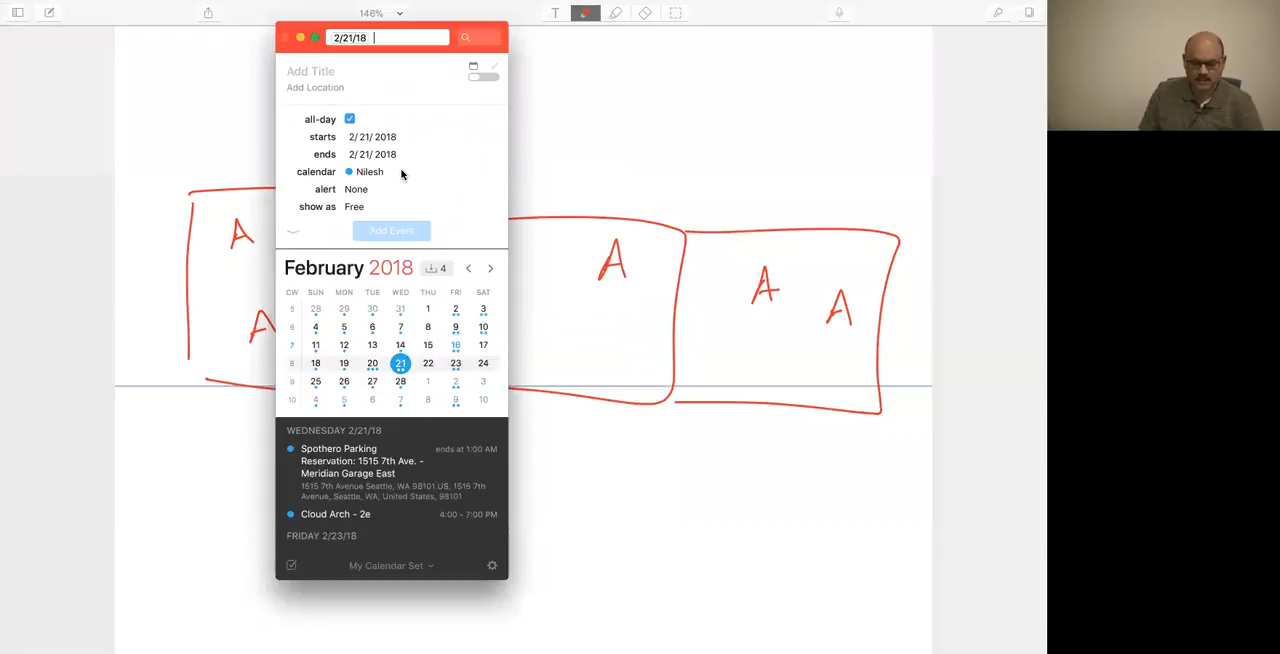 146%
T
2/21/18
Add Title
Add Location
all-day
starts 2/ 21/ 2018
ends 2/ 21/ 2018
calendar Nilesh
alert None
show as Free
Add Event
February 2018 4
CW SUN MON TUE WED THU FRI SAT
5 28 29 30 31 1 2 3
6 4 5 6 7 8 9 10
7 11 12 13 14 15 16 17
8 18 19 20 21 22 23 24
9 25 26 27 28 1 2 3
10 4 5 6 7 8 9 10
WEDNESDAY 2/21/18
Spothero Parking ends at 1:00 AM
Reservation: 1515 7th Ave. -
Meridian Garage East
1515 7th Avenue Seattle, WA 98101 US, 1515 7th
Avenue, Seattle, WA, United States, 98101
Cloud Arch - 2e 4:00 - 7:00 PM
FRIDAY 2/23/18
My Calendar Set
A
A
A
A
A